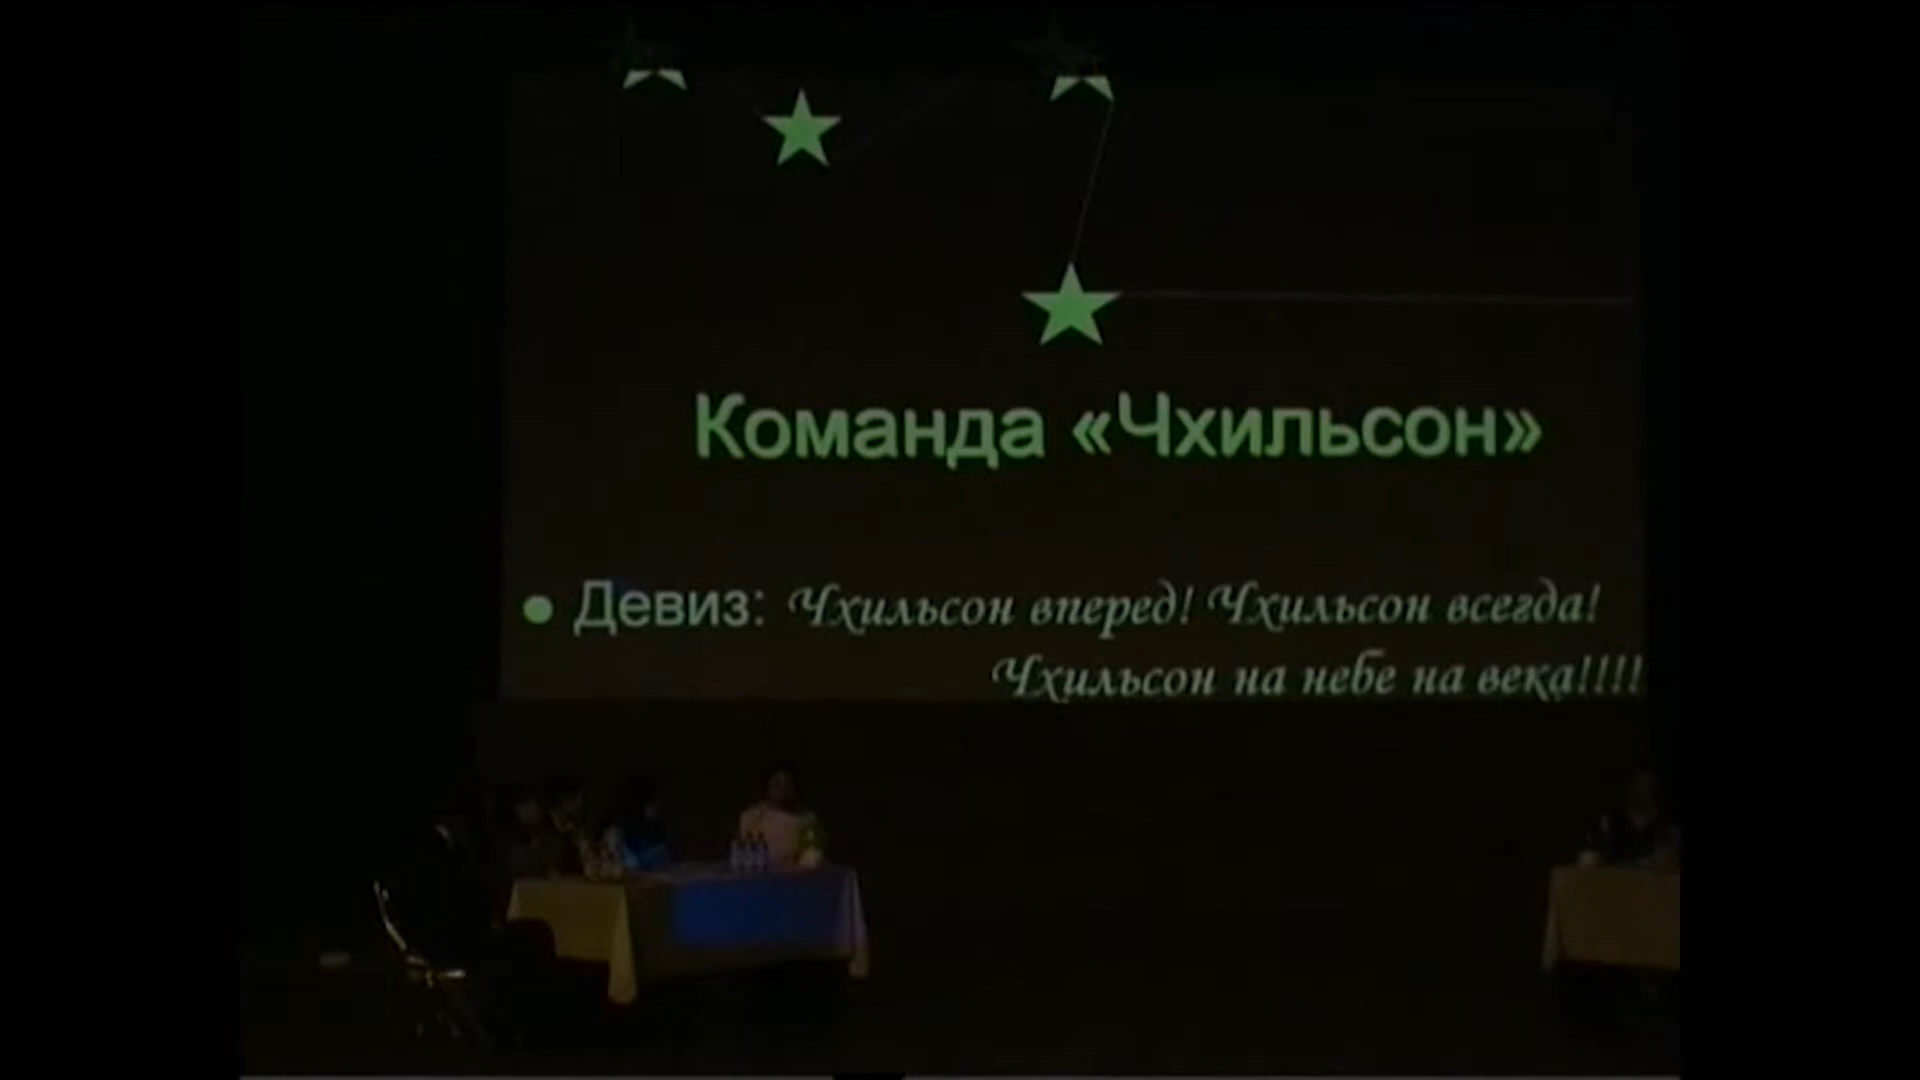 Команда «Чхильсон»
Девиз: Чхильсон вперед! Чхильсон всегда!
Чхильсон на небе на века!!!!